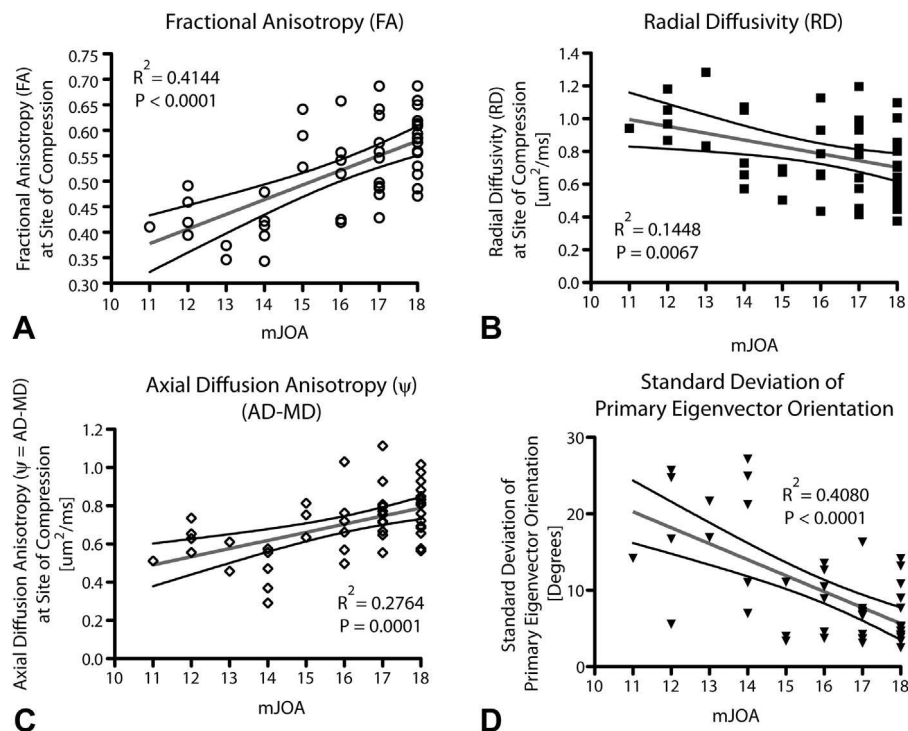 Fractional Anisotropy (FA)
Fractional Anisotropy (FA)
at Site of Compression
0.70
0.65
0.60
0.55
0.50
0.45
0.40
0.35
0.30
R² = 0.4144
P < 0.0001
10 11 12 13 14 15 16 17 18
mJOA
A
Radial Diffusivity (RD)
Radial Diffusivity (RD)
at Site of Compression
[um²/ms]
1.4
1.2
1.0
0.8
0.6
0.4
0.2
0.0
R² = 0.1448
P = 0.0067
10 11 12 13 14 15 16 17 18
mJOA
B
Axial Diffusion Anisotropy (ψ)
(AD-MD)
Axial Diffusion Anisotropy (ψ = AD-MD)
at Site of Compression
[um²/ms]
1.2
1.0
0.8
0.6
0.4
0.2
0.0
R² = 0.2764
P = 0.0001
10 11 12 13 14 15 16 17 18
mJOA
C
Standard Deviation of
Primary Eigenvector Orientation
Standard Deviation of
Primary Eigenvector Orientation
[Degrees]
30
20
10
0
R² = 0.4080
P < 0.0001
10 11 12 13 14 15 16 17 18
mJOA
D